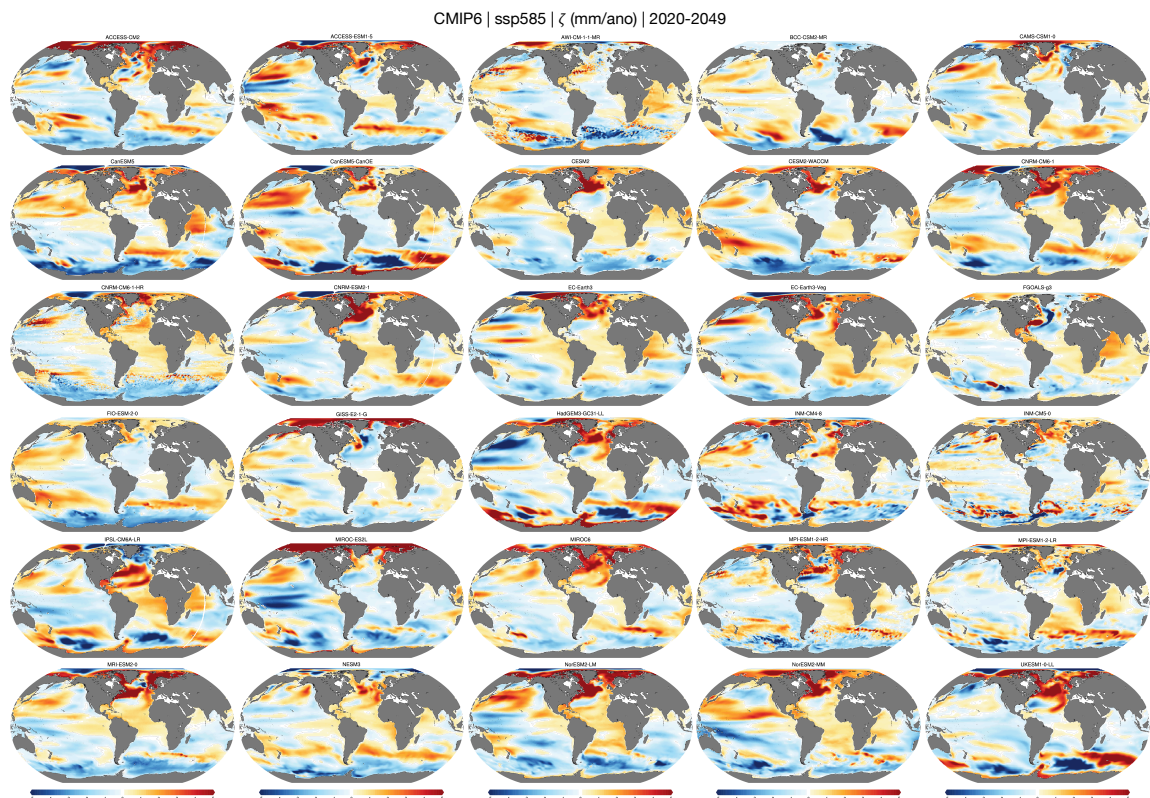 CMIP6 | ssp585 | ζ (mm/ano) | 2020-2049
ACCESS-CM2
ACCESS-ESM1-5
AWI-CM-1-1-MR
BCC-CSM2-MR
CAMS-CSM1-0
CanESM5
CanESM5-CanOE
CESM2
CESM2-WACCM
CNRM-CM6-1
CNRM-CM6-1-HR
CNRM-ESM2-1
EC-Earth3
EC-Earth3-Veg
FGOALS-g3
FIO-ESM-2-0
GISS-E2-1-G
HadGEM3-GC31-LL
INM-CM4-8
INM-CM5-0
IPSL-CM6A-LR
MIROC-ES2L
MIROC6
MPI-ESM1-2-HR
MPI-ESM1-2-LR
MRI-ESM2-0
NESM3
NorESM2-LM
NorESM2-MM
UKESM1-0-LL